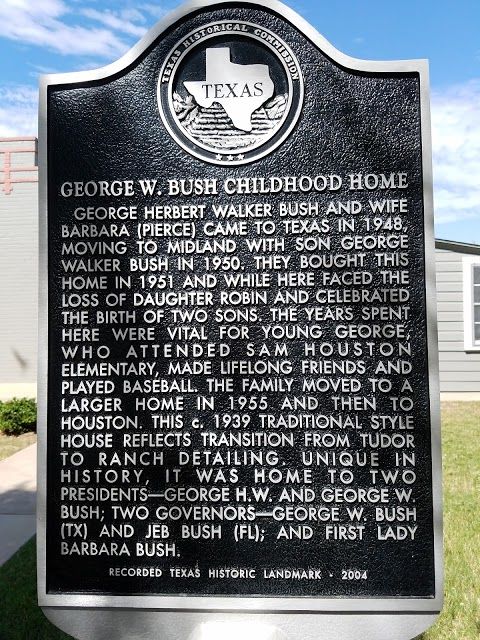 TEXAS HISTORICAL COMMISSION
TEXAS
GEORGE W. BUSH CHILDHOOD HOME
GEORGE HERBERT WALKER BUSH AND WIFE
BARBARA (PIERCE) CAME TO TEXAS IN 1948,
MOVING TO MIDLAND WITH SON GEORGE
WALKER BUSH IN 1950. THEY BOUGHT THIS
HOME IN 1951 AND WHILE HERE FACED THE
LOSS OF DAUGHTER ROBIN AND CELEBRATED
THE BIRTH OF TWO SONS. THE YEARS SPENT
HERE WERE VITAL FOR YOUNG GEORGE,
WHO ATTENDED SAM HOUSTON
ELEMENTARY, MADE LIFELONG FRIENDS AND
PLAYED BASEBALL. THE FAMILY MOVED TO A
LARGER HOME IN 1955 AND THEN TO
HOUSTON. THIS c. 1939 TRADITIONAL STYLE
HOUSE REFLECTS TRANSITION FROM TUDOR
TO RANCH DETAILING. UNIQUE IN
HISTORY, IT WAS HOME TO TWO
PRESIDENTS—GEORGE H.W. AND GEORGE W.
BUSH; TWO GOVERNORS—GEORGE W. BUSH
(TX) AND JEB BUSH (FL); AND FIRST LADY
BARBARA BUSH.
RECORDED TEXAS HISTORIC LANDMARK - 2004